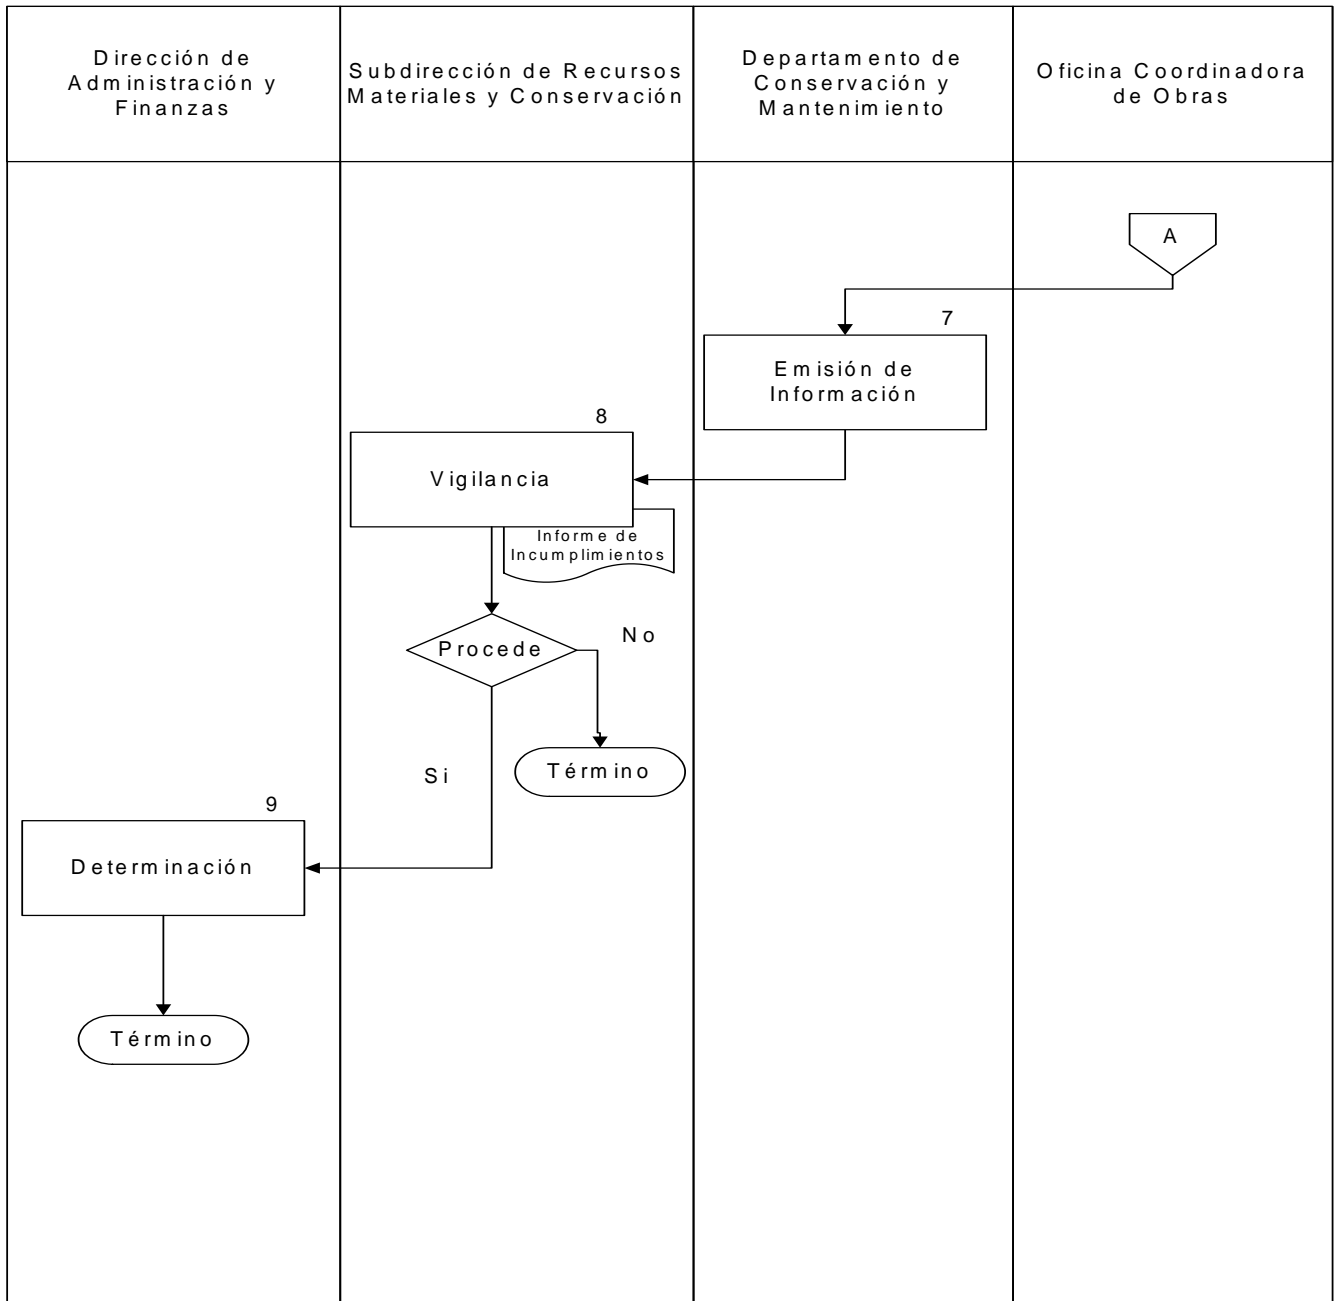 Dirección de
Administración y
Finanzas
Subdirección de Recursos
Materiales y Conservación
Departamento de
Conservación y
Mantenimiento
Oficina Coordinadora
de Obras
A
7
Emisión de
Información
8
Vigilancia
Informe de
Incumplimientos
Procede
No
Término
Si
9
Determinación
Término